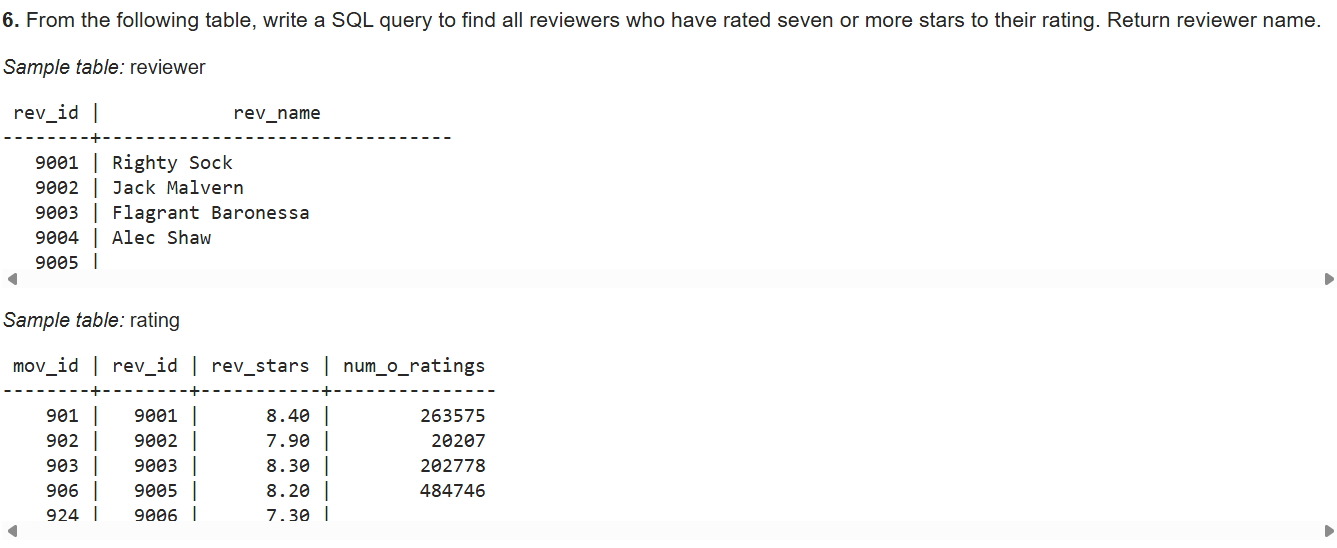 6. From the following table, write a SQL query to find all reviewers who have rated seven or more stars to their rating. Return reviewer name.
Sample table: reviewer
rev_id |            rev_name
--------+--------------------------------
   9001 | Righty Sock
   9002 | Jack Malvern
   9003 | Flagrant Baronessa
   9004 | Alec Shaw
   9005 |
Sample table: rating
mov_id | rev_id | rev_stars | num_o_ratings
--------+--------+-----------+---------------
    901 |   9001 |      8.40 |        263575
    902 |   9002 |      7.90 |         20207
    903 |   9003 |      8.30 |        202778
    906 |   9005 |      8.20 |        484746
    924 |   9006 |      7.30 |